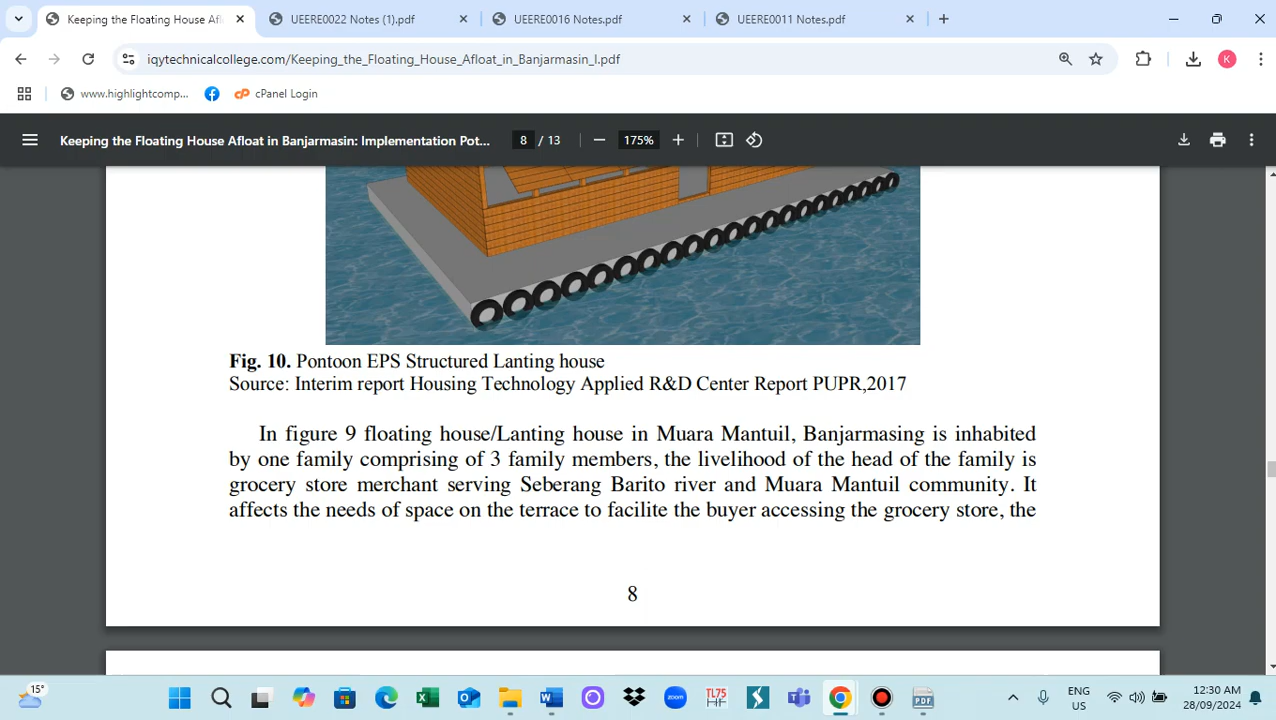 Keeping the Floating House Afl
UEERE0022 Notes (1).pdf
UEERE0016 Notes.pdf
UEERE0011 Notes.pdf
iqytechnicalcollege.com/Keeping_the_Floating_House_Afloat_in_Banjarmasin_I.pdf
K
www.highlightcomp...
cPanel Login
Keeping the Floating House Afloat in Banjarmasin: Implementation Pot...
8 / 13
175%
Fig. 10. Pontoon EPS Structured Lanting house
Source: Interim report Housing Technology Applied R&D Center Report PUPR,2017
In figure 9 floating house/Lanting house in Muara Mantuil, Banjarmasing is inhabited
by one family comprising of 3 family members, the livelihood of the head of the family is
grocery store merchant serving Seberang Barito river and Muara Mantuil community. It
affects the needs of space on the terrace to facilite the buyer accessing the grocery store, the
8
15°
zoom
TL75
HF
PDF
ENG
US
12:30 AM
28/09/2024